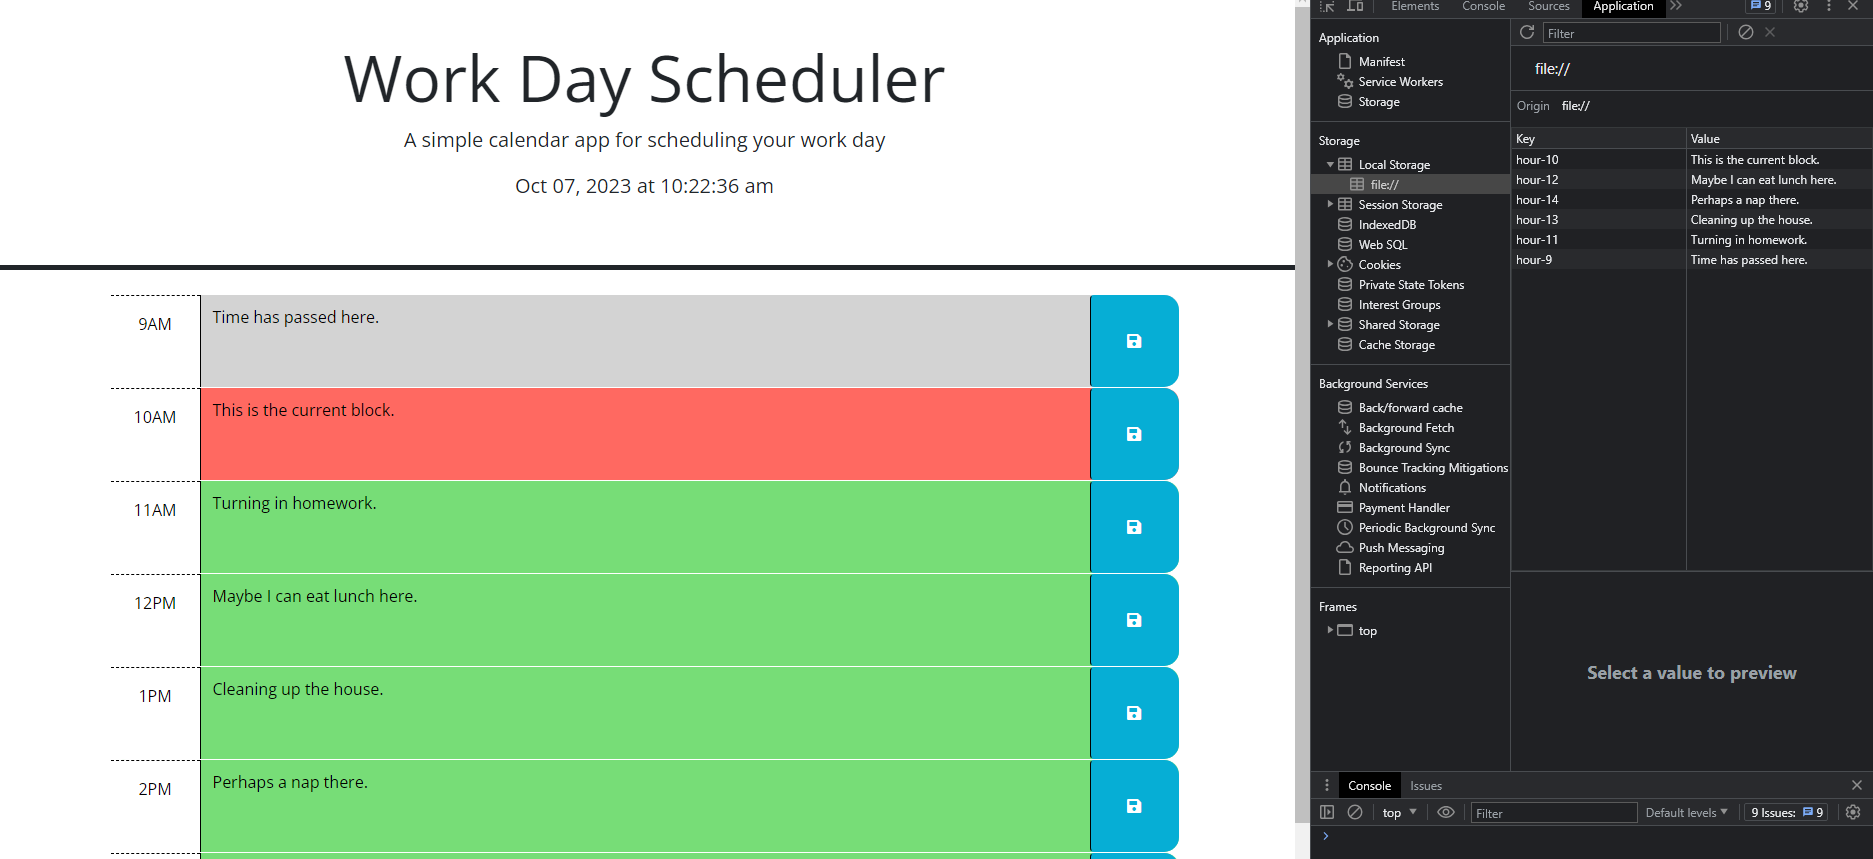 Work Day Scheduler
A simple calendar app for scheduling your work day
Oct 07, 2023 at 10:22:36 am
9AM
Time has passed here.
10AM
This is the current block.
11AM
Turning in homework.
12PM
Maybe I can eat lunch here.
1PM
Cleaning up the house.
2PM
Perhaps a nap there.
Elements Console Sources Application 9
Application
Manifest
Service Workers
Storage
Storage
Local Storage
file://
Session Storage
IndexedDB
Web SQL
Cookies
Private State Tokens
Interest Groups
Shared Storage
Cache Storage
Background Services
Back/forward cache
Background Fetch
Background Sync
Bounce Tracking Mitigations
Notifications
Payment Handler
Periodic Background Sync
Push Messaging
Reporting API
Frames
top
Filter
file://
Origin file://
Key Value
hour-10 This is the current block.
hour-12 Maybe I can eat lunch here.
hour-14 Perhaps a nap there.
hour-13 Cleaning up the house.
hour-11 Turning in homework.
hour-9 Time has passed here.
Select a value to preview
Console Issues
top Filter Default levels 9 Issues: 9